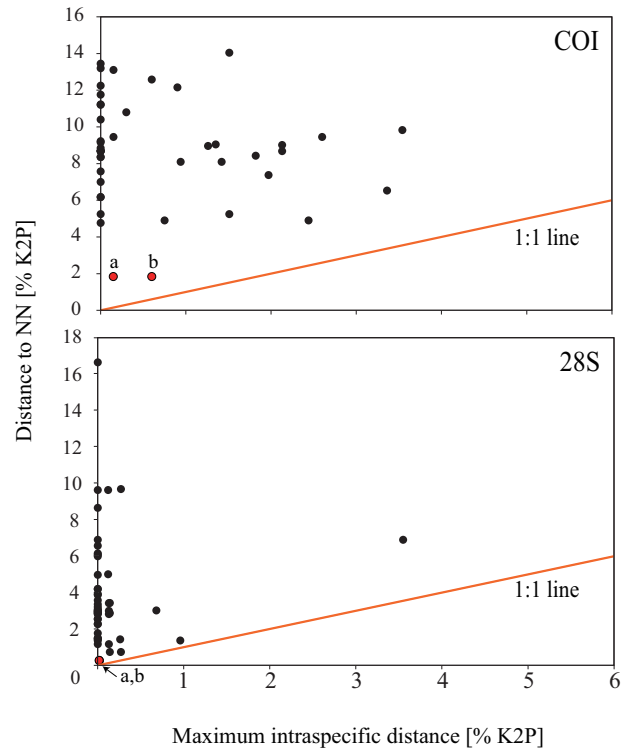 16
14
12
10
8
6
4
2
0
COI
a
b
1:1 line
Distance to NN [% K2P]
18
16
14
12
10
8
6
4
2
0
28S
1:1 line
a,b
1 2 3 4 5 6
Maximum intraspecific distance [% K2P]